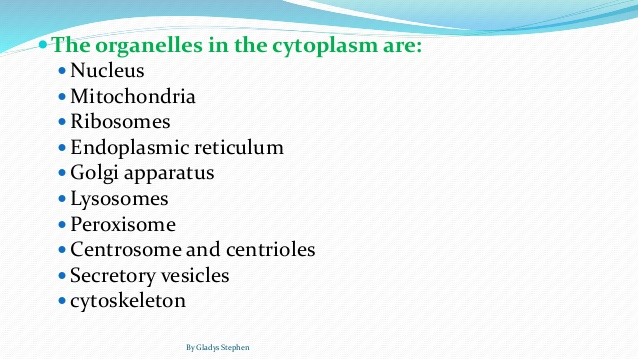 • The organelles in the cytoplasm are:
• Nucleus
• Mitochondria
• Ribosomes
• Endoplasmic reticulum
• Golgi apparatus
• Lysosomes
• Peroxisome
• Centrosome and centrioles
• Secretory vesicles
• cytoskeleton
By Gladys Stephen